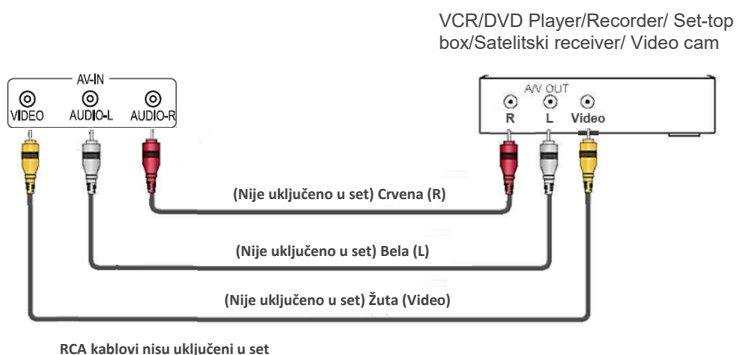 VCR/DVD Player/Recorder/ Set-top
box/Satelitski receiver/ Video cam
AV-IN
VIDEO AUDIO-L AUDIO-R
A/V OUT
R L Video
(Nije uključeno u set) Crvena (R)
(Nije uključeno u set) Bela (L)
(Nije uključeno u set) Žuta (Video)
RCA kablovi nisu uključeni u set